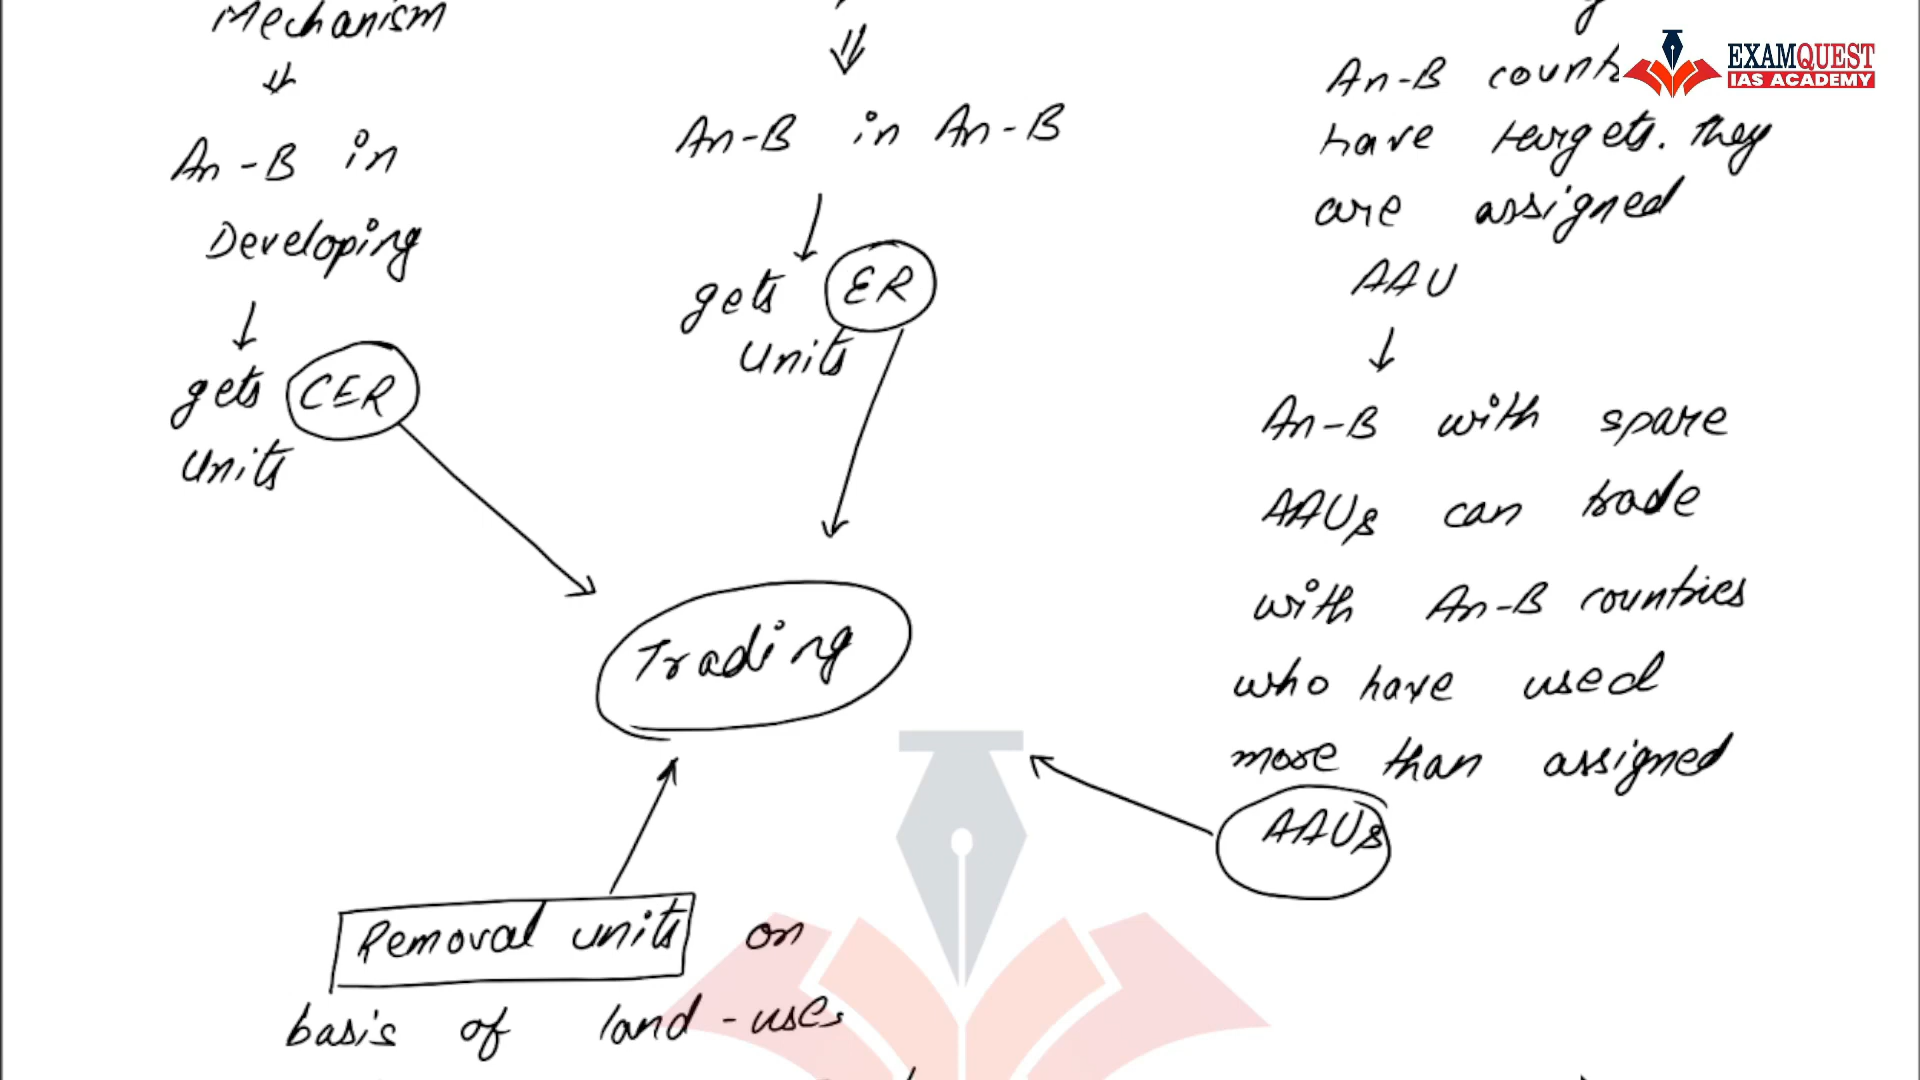 Mechanism
An-B in
Developing
gets CER
units
An-B in An-B
gets ER
units
An-B
have targets. They
are assigned
AAU
An-B with spare
AAUs can trade
with An-B countries
who have used
more than assigned
AAUs
Trading
Removal units on
basis of land-uses
EXAMQUEST
IAS ACADEMY